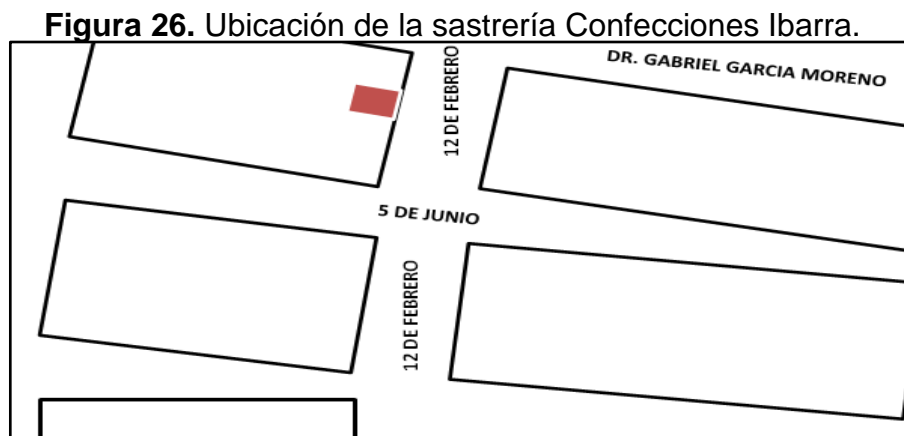 Figura 26. Ubicación de la sastrería Confecciones Ibarra.
DR. GABRIEL GARCIA MORENO
12 DE FEBRERO
5 DE JUNIO
12 DE FEBRERO